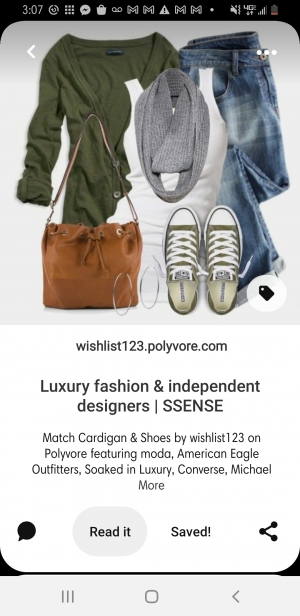 3:07
wishlist123.polyvore.com
Luxury fashion & independent
designers | SSENSE
Match Cardigan & Shoes by wishlist123 on
Polyvore featuring moda, American Eagle
Outfitters, Soaked in Luxury, Converse, Michael
More
Read it
Saved!